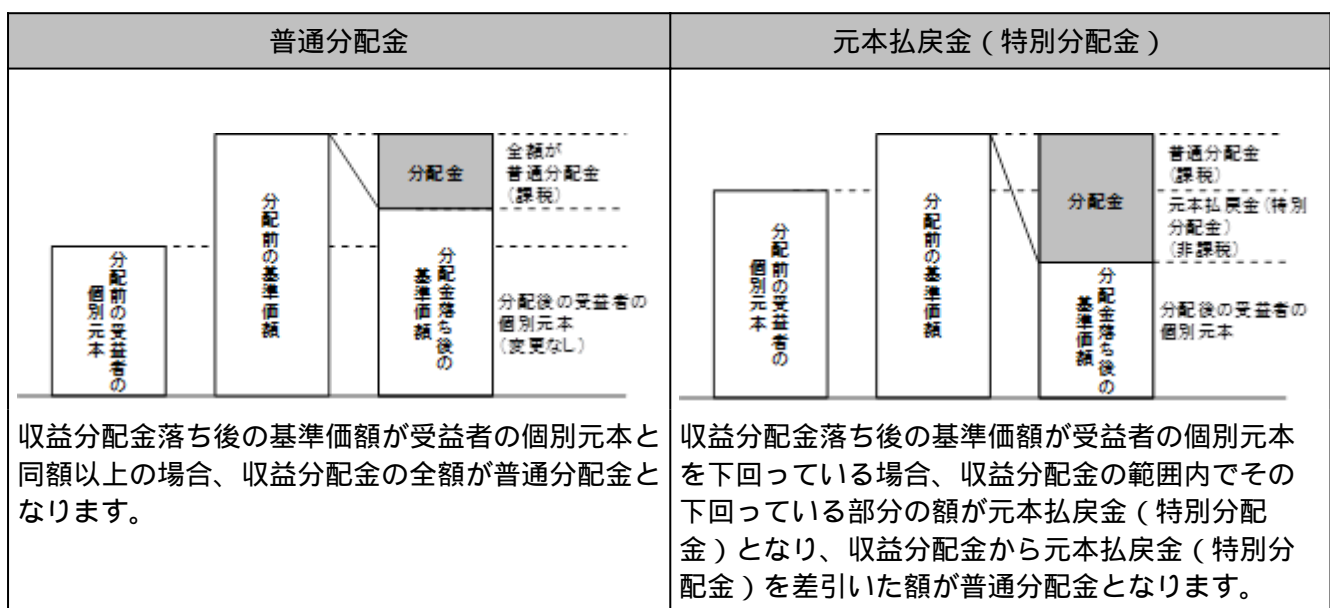 普通分配金
全額が
普通分配金
(課税)
分配金
分配前の基準価額
分配前の受益者の
個別元本
分配金落ち後の
基準価額
分配後の受益者の
個別元本
(変更なし)
収益分配金落ち後の基準価額が受益者の個別元本と
同額以上の場合、収益分配金の全額が普通分配金と
なります。
元本払戻金(特別分配金)
普通分配金
(課税)
分配金
元本払戻金(特別
分配金)
(非課税)
分配前の基準価額
分配前の受益者の
個別元本
分配金落ち後の
基準価額
分配後の受益者の
個別元本
収益分配金落ち後の基準価額が受益者の個別元本
を下回っている場合、収益分配金の範囲内でその
下回っている部分の額が元本払戻金(特別分配
金)となり、収益分配金から元本払戻金(特別分
配金)を差引いた額が普通分配金となります。